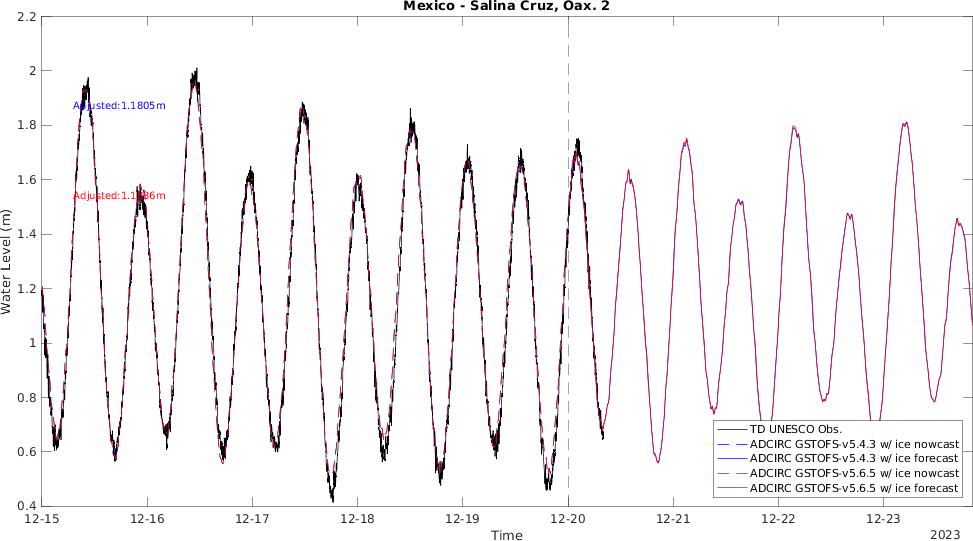 Mexico - Salina Cruz, Oax. 2
2.2
2
1.8
1.6
1.4
1.2
1
0.8
0.6
0.4
Water Level (m)
Adjusted:1.1805m
TD UNESCO Obs.
ADCIRC GSTOFS-v5.4.3 w/ ice nowcast
ADCIRC GSTOFS-v5.4.3 w/ ice forecast
ADCIRC GSTOFS-v5.6.5 w/ ice nowcast
ADCIRC GSTOFS-v5.6.5 w/ ice forecast
12-15 12-16 12-17 12-18 12-19 12-20 12-21 12-22 12-23
Time
2023